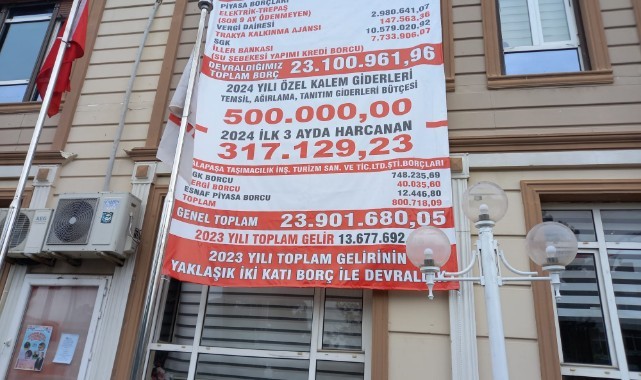 PİYASA BORÇLARI 2.980.641,07
ELEKTRİK-TREPAŞ
(SON 9 AY ÖDENMEYEN) 147.563,36
VERGİ DAİRESİ 10.579.020,92
TRAKYA KALKINMA AJANSI
SGK 7.733.906,07
İLLER BANKASI
(SU ŞEBEKESİ YAPIMI KREDİ BORCU)
DEVRALDIĞIMIZ
TOPLAM BORÇ 23.100.961,96
2024 YILI ÖZEL KALEM GİDERLERİ
TEMSİL, AĞIRLAMA, TANITIM GİDERLERİ BÜTÇESİ
500.000,00
2024 İLK 3 AYDA HARCANAN
317.129,23
ALAPAŞA TAŞIMACILIK İNŞ. TURİZM SAN. VE TİC.LTD.ŞTİ.BORÇLARI
SGK BORCU 748.235,69
VERGİ BORCU 40.035,60
ESNAF PİYASA BORCU 12.446,80
TOPLAM 800.718,09
GENEL TOPLAM 23.901.680,05
2023 YILI TOPLAM GELİR 13.677.692
2023 YILI TOPLAM GELİRİNİN
YAKLAŞIK İKİ KATI BORÇ İLE DEVRALDIK